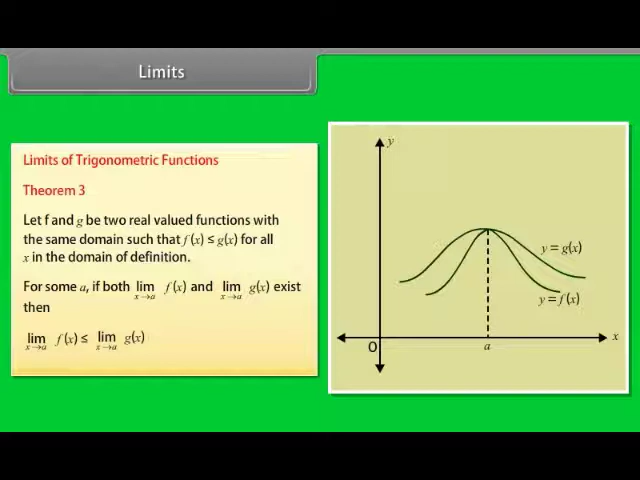 Limits
Limits of Trigonometric Functions
Theorem 3
Let f and g be two real valued functions with
the same domain such that f(x) ≤ g(x) for all
x in the domain of definition.
For some a, if both lim x→a f(x) and lim x→a g(x) exist
then
lim x→a f(x) ≤ lim x→a g(x)
y
y = g(x)
y = f(x)
x
O
a